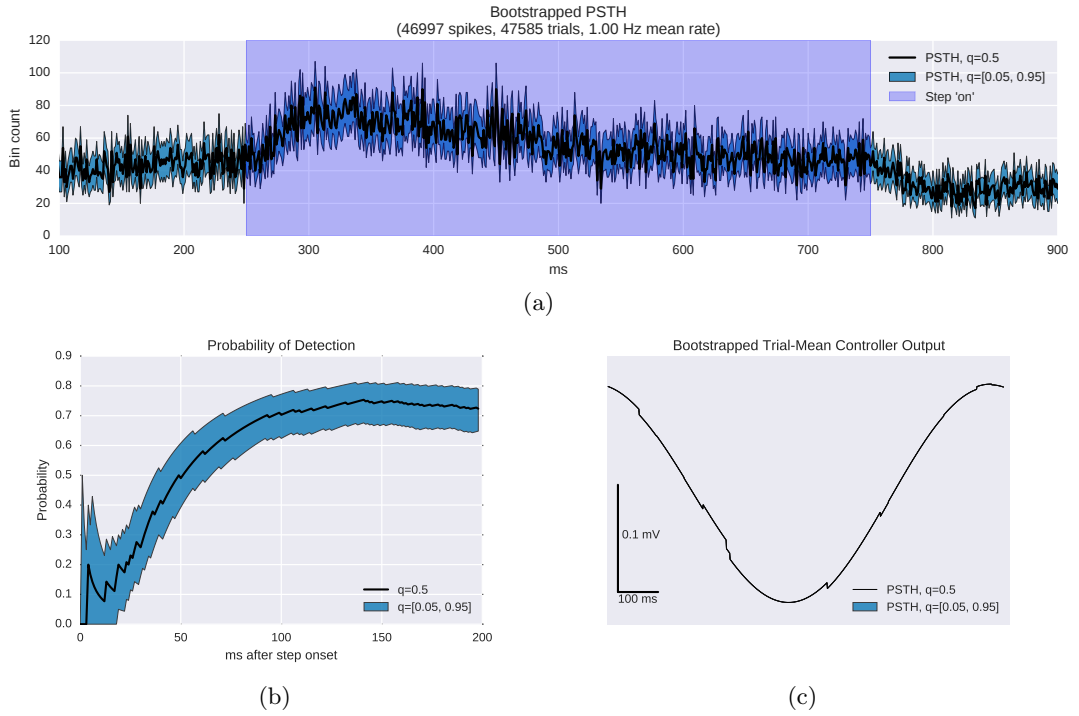 Bootstrapped PSTH
(46997 spikes, 47585 trials, 1.00 Hz mean rate)
120
100
80
60
40
20
0
Bin count
PSTH, q=0.5
PSTH, q=[0.05, 0.95]
Step 'on'
100 200 300 400 500 600 700 800 900
ms
(a)
Probability of Detection
0.9
0.8
0.7
0.6
0.5
0.4
0.3
0.2
0.1
0.0
Probability
q=0.5
q=[0.05, 0.95]
0 50 100 150 200
ms after step onset
(b)
Bootstrapped Trial-Mean Controller Output
0.1 mV
100 ms
PSTH, q=0.5
PSTH, q=[0.05, 0.95]
(c)